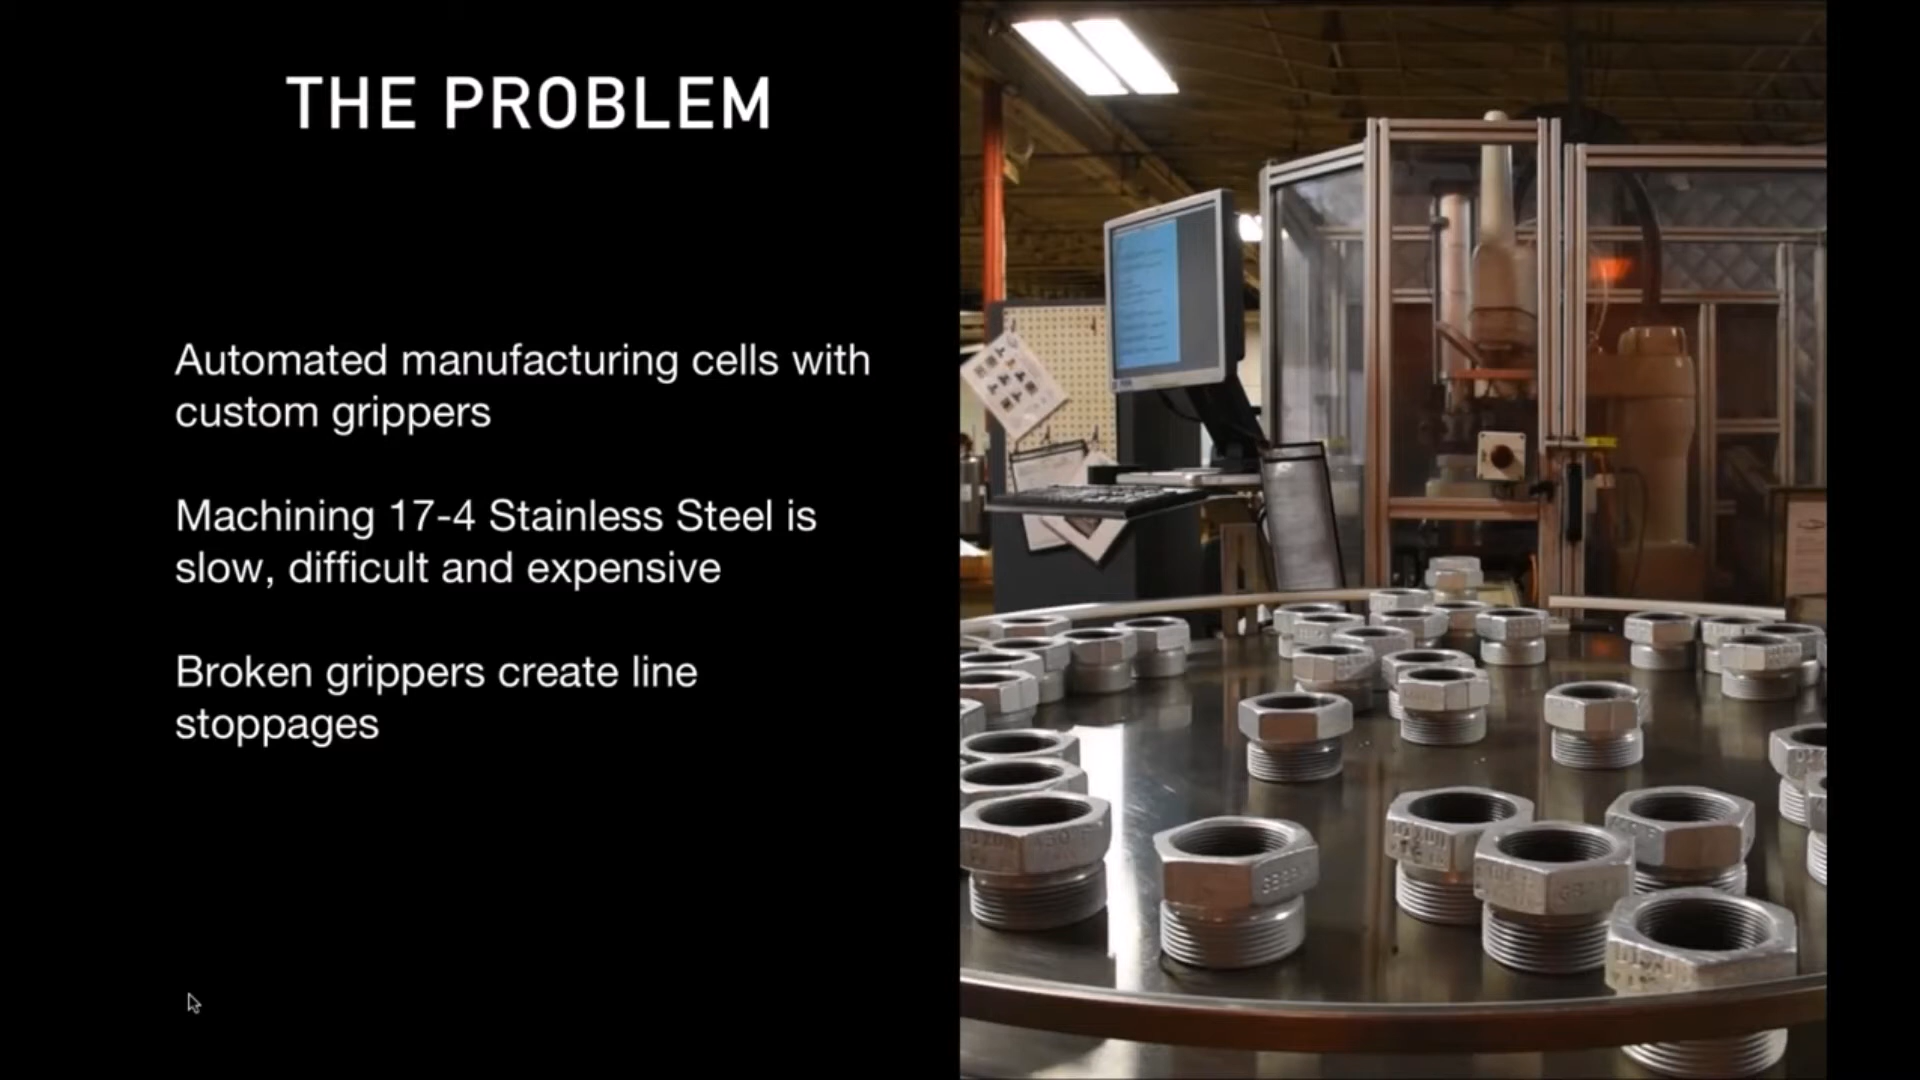 THE PROBLEM
Automated manufacturing cells with
custom grippers
Machining 17-4 Stainless Steel is
slow, difficult and expensive
Broken grippers create line
stoppages